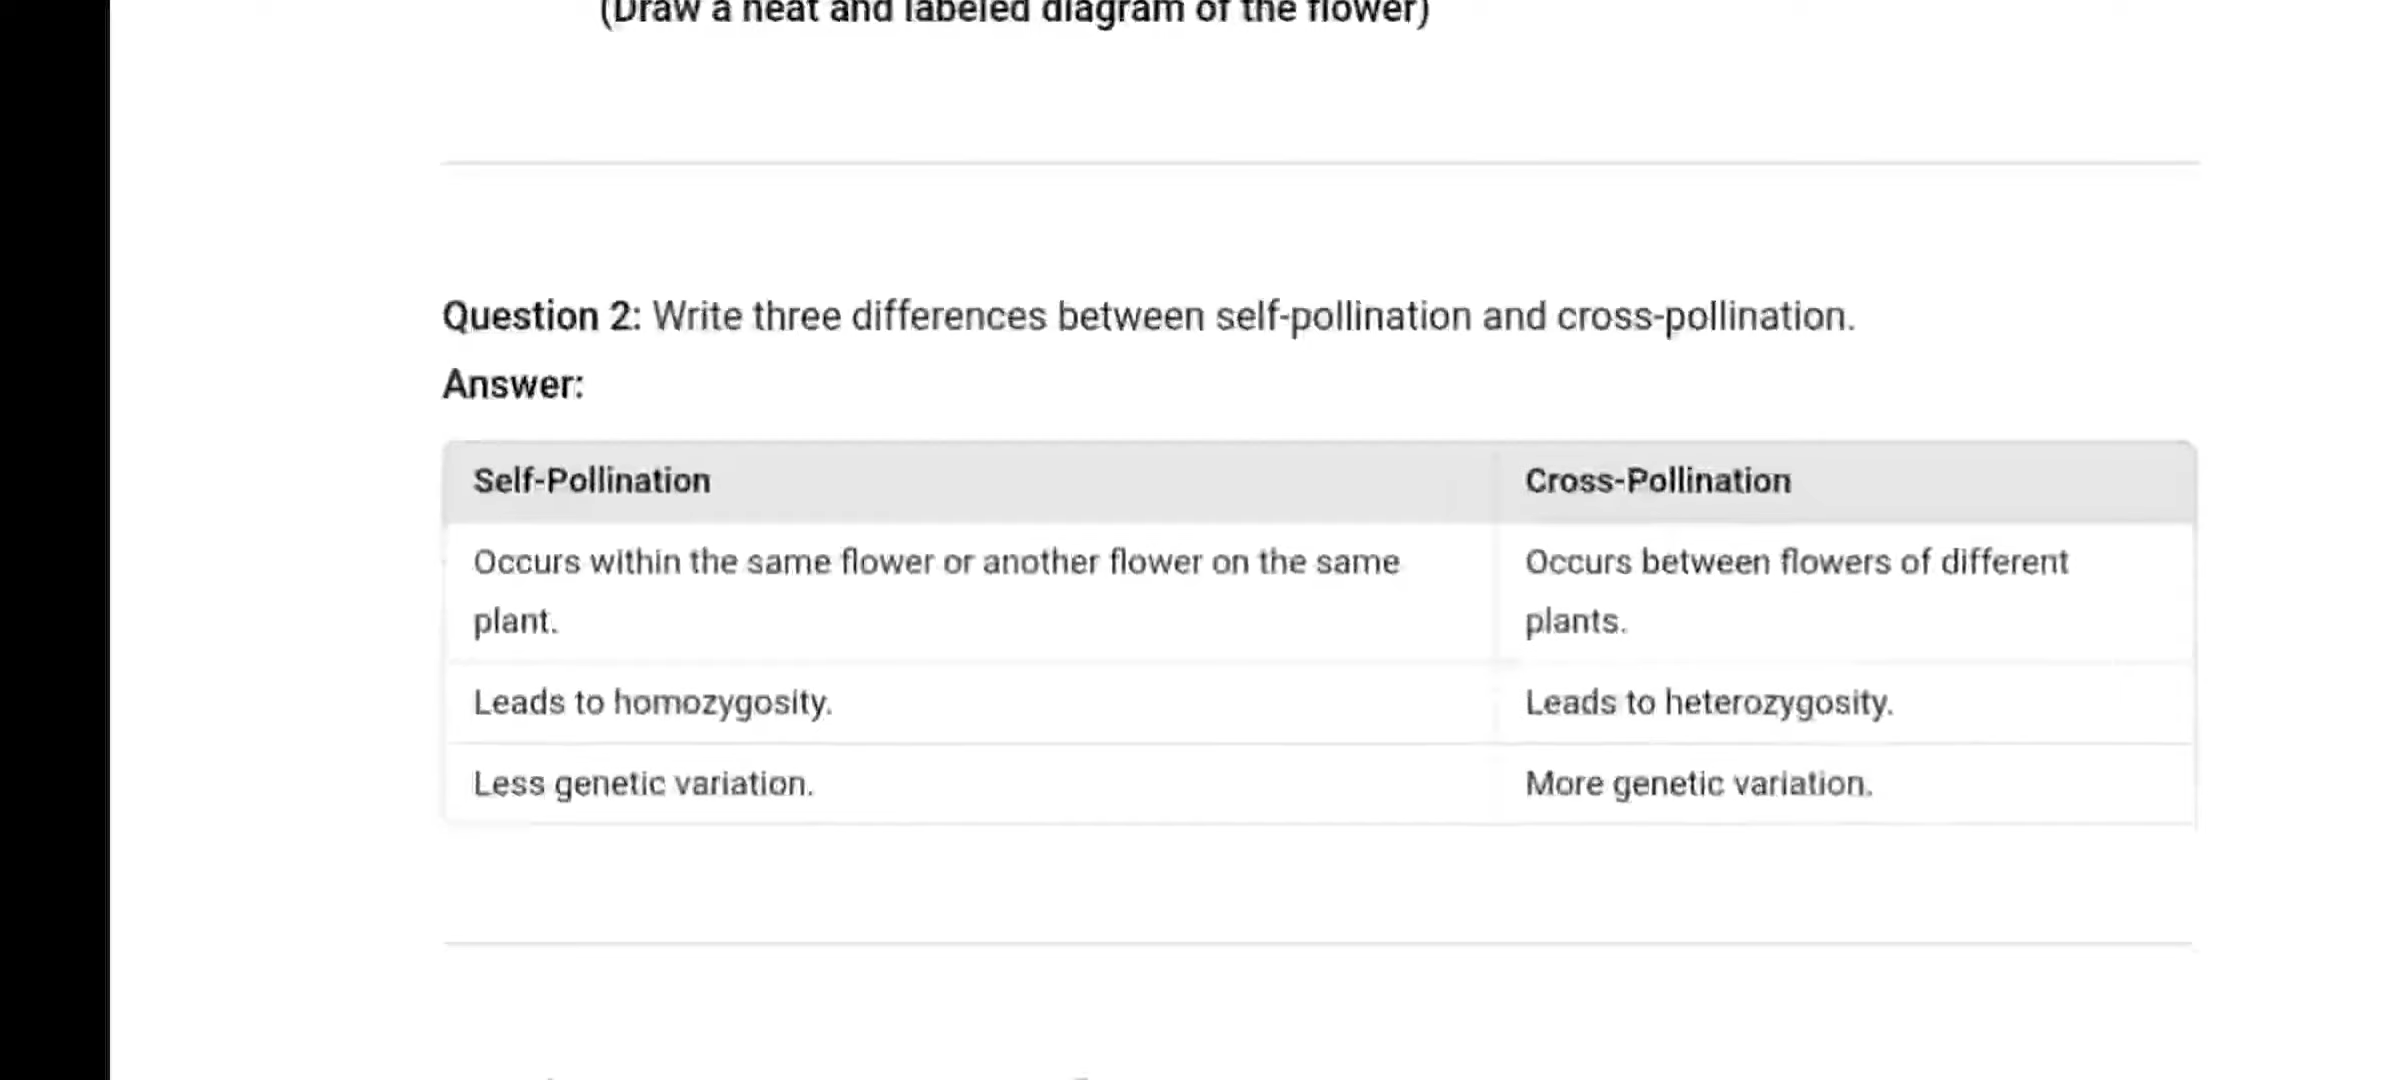 (Draw a neat and labeled diagram of the flower)
Question 2: Write three differences between self-pollination and cross-pollination.
Answer:
Self-Pollination Cross-Pollination
Occurs within the same flower or another flower on the same Occurs between flowers of different
plant. plants.
Leads to homozygosity. Leads to heterozygosity.
Less genetic variation. More genetic variation.